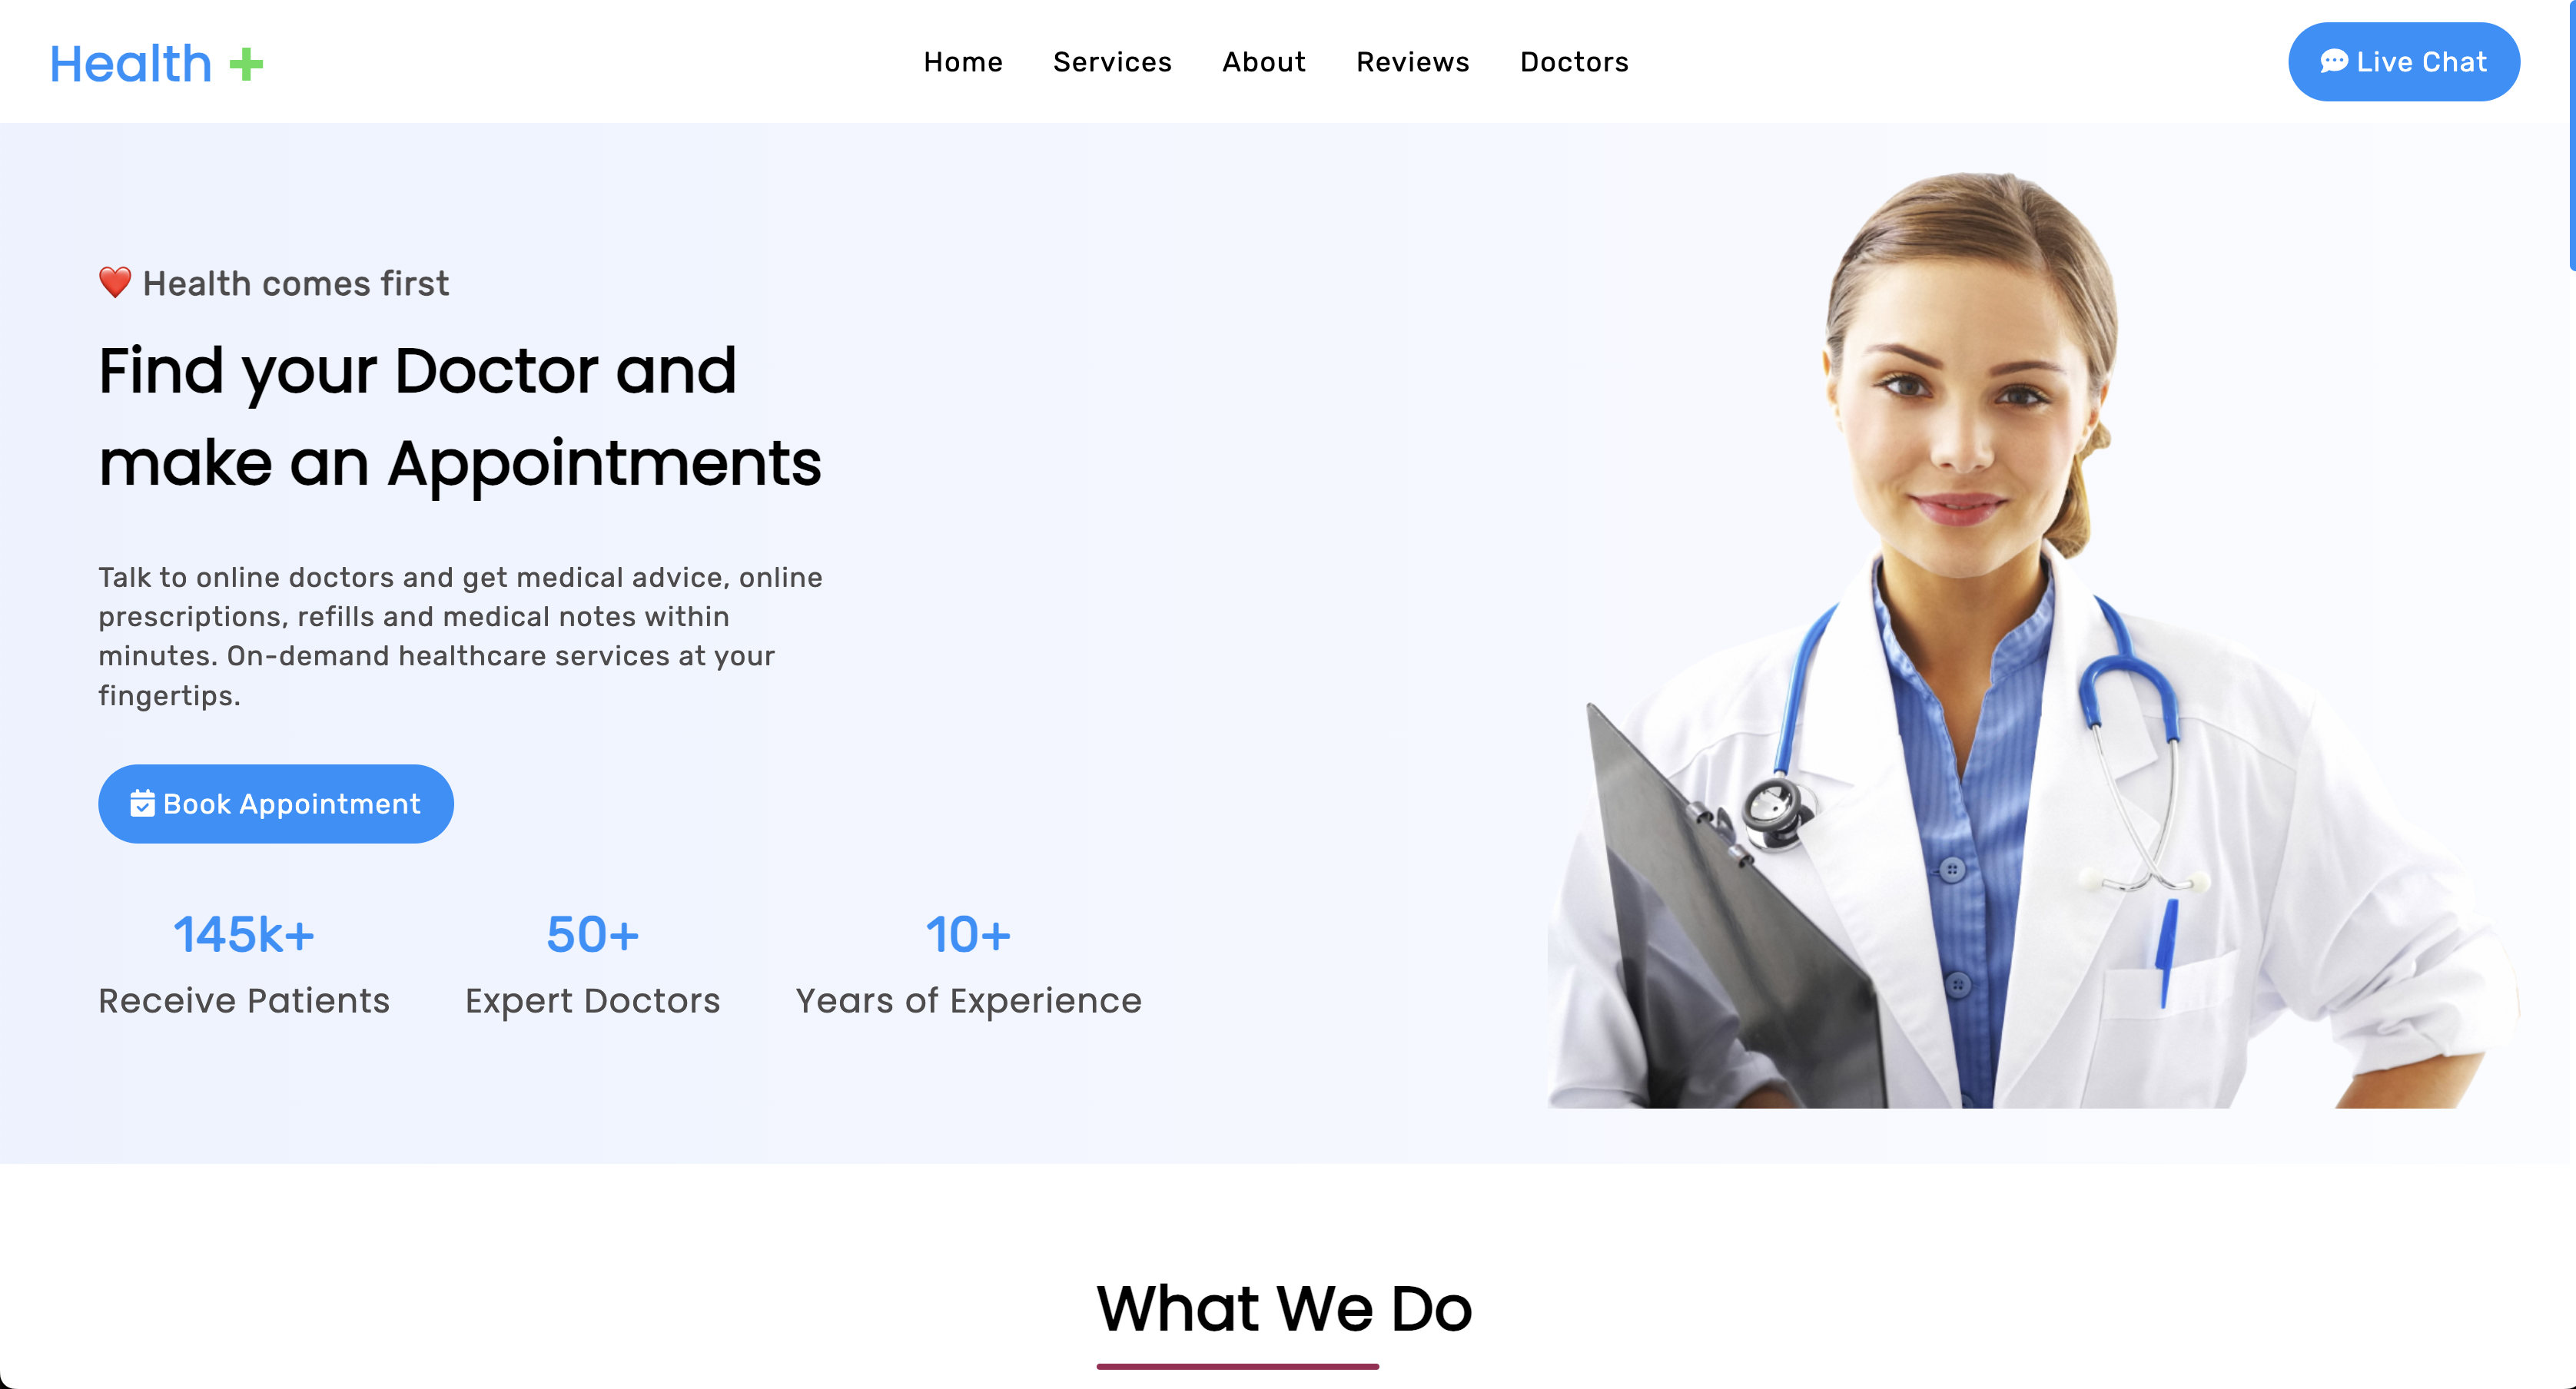 Health +
Home Services About Reviews Doctors
Live Chat
❤️ Health comes first
Find your Doctor and
make an Appointments
Talk to online doctors and get medical advice, online
prescriptions, refills and medical notes within
minutes. On-demand healthcare services at your
fingertips.
Book Appointment
145k+ 50+ 10+
Receive Patients Expert Doctors Years of Experience
What We Do